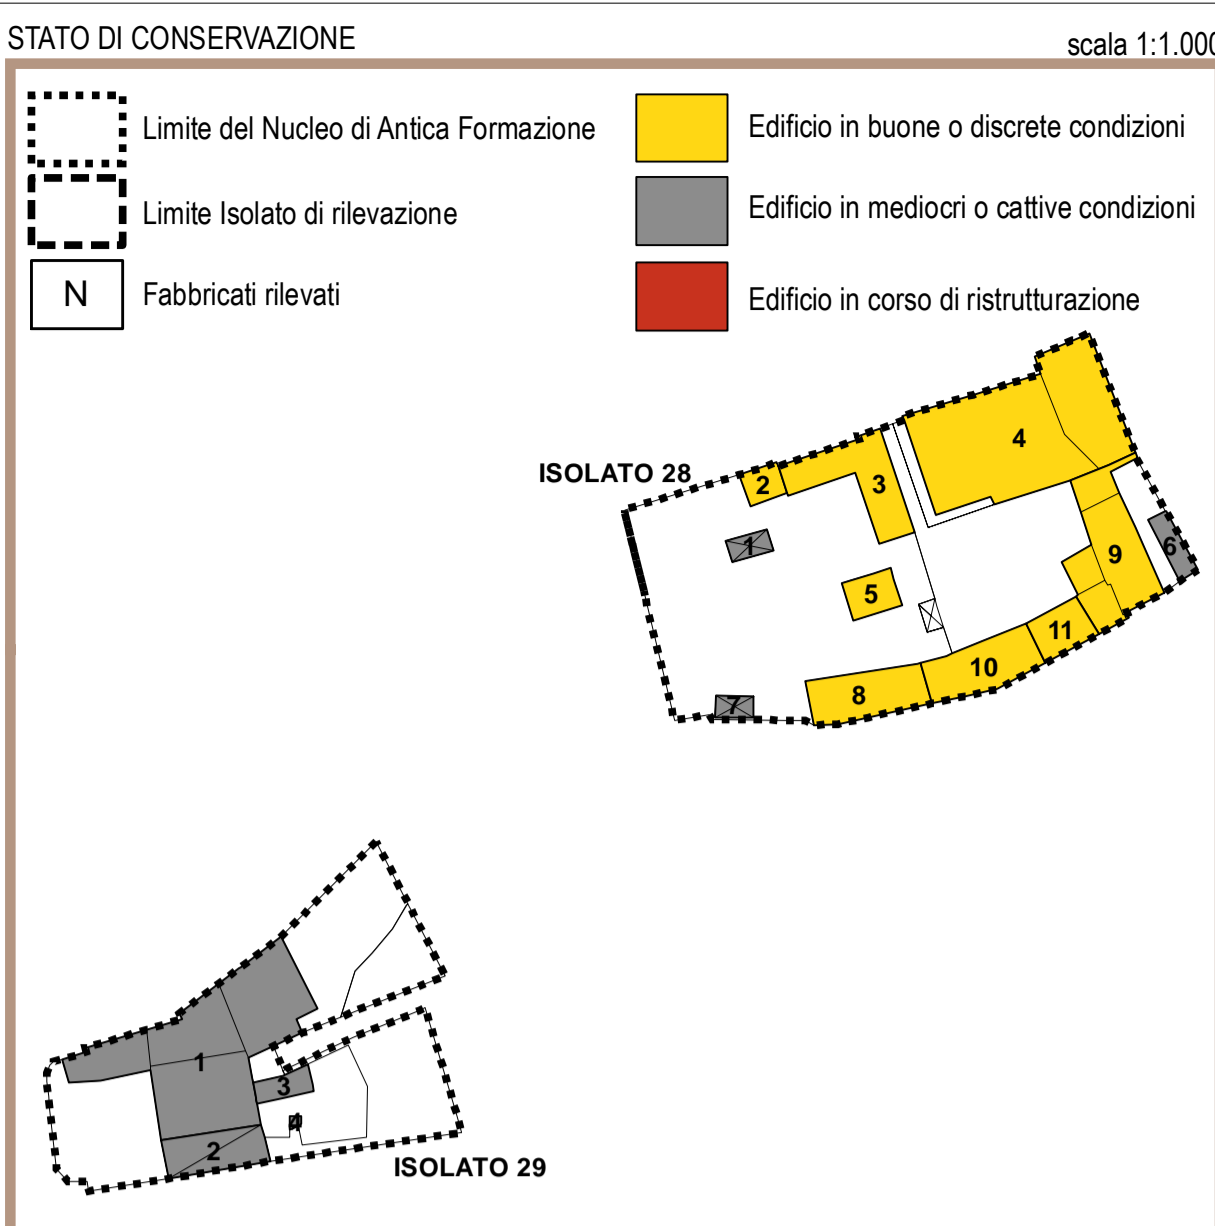 STATO DI CONSERVAZIONE
scala 1:1.000
Limite del Nucleo di Antica Formazione
Edificio in buone o discrete condizioni
Limite Isolato di rilevazione
Edificio in mediocri o cattive condizioni
N
Fabbricati rilevati
Edificio in corso di ristrutturazione
ISOLATO 28
4
2
3
1
5
9
6
11
10
8
7
1
3
4
2
ISOLATO 29